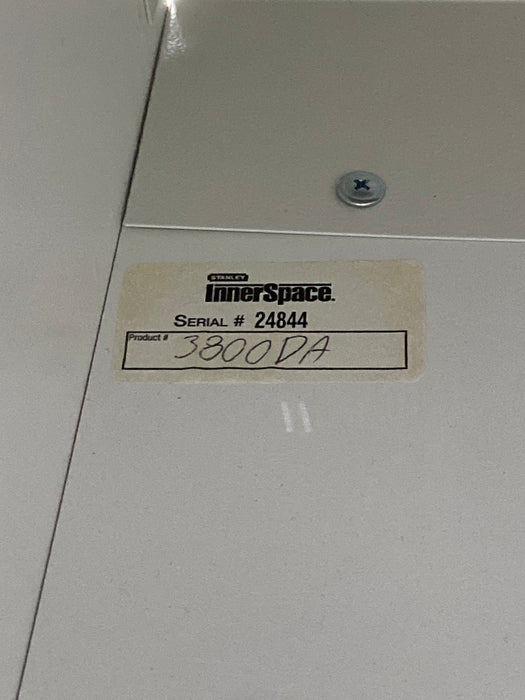 STANLEY
InnerSpace.
SERIAL # 24844
Product # 3800DA